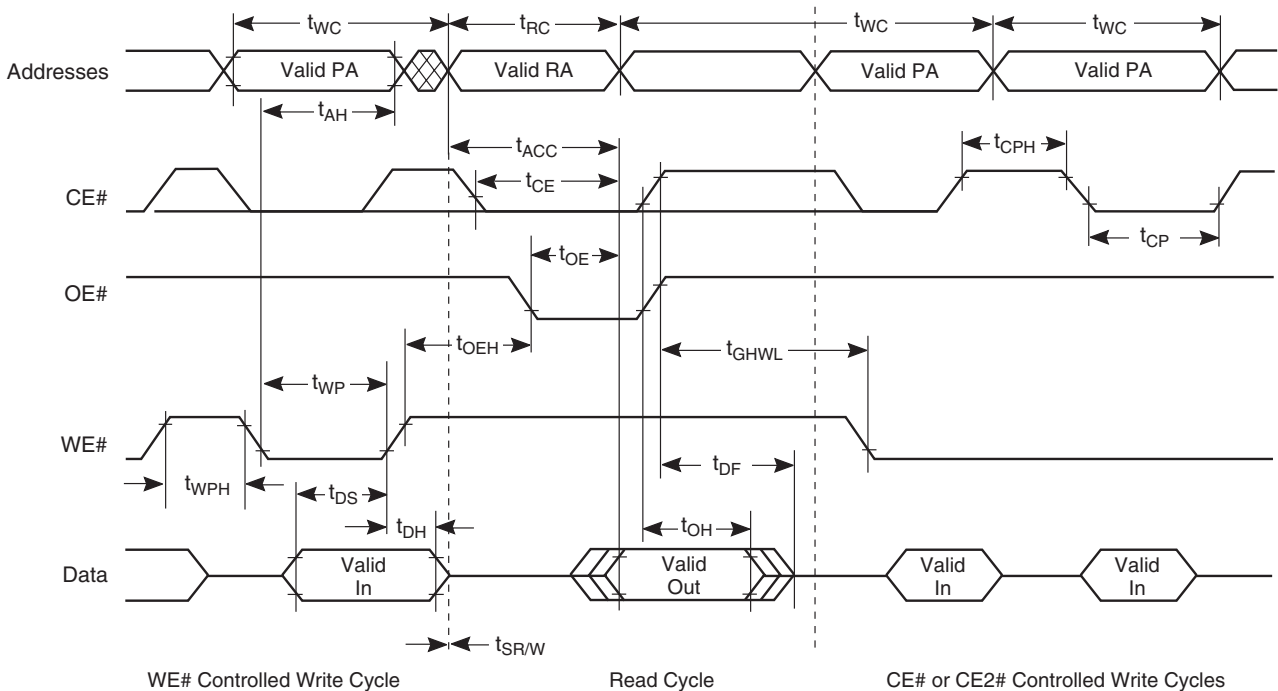 tWC tRC tWC tWC
Addresses Valid PA Valid RA Valid PA Valid PA
tAH
tACC
tCPH
tCE
CE#
tCP
tOE
OE#
tOEH
tGHWL
tWP
WE#
tDF
tWPH
tDS
tDH
tOH
Data Valid In Valid Out Valid In Valid In
tSR/W
WE# Controlled Write Cycle Read Cycle CE# or CE2# Controlled Write Cycles